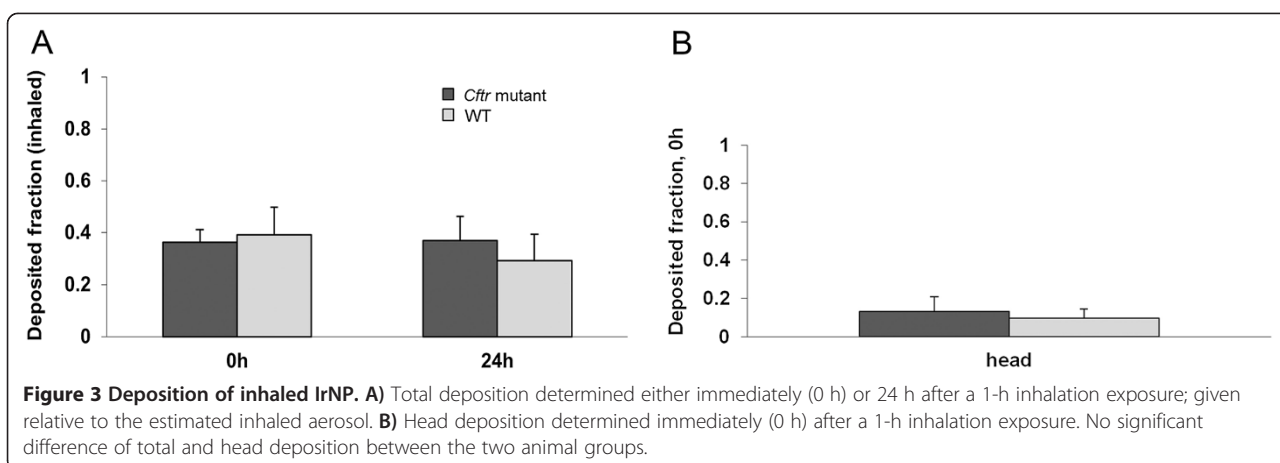 A
Deposited fraction (inhaled)
1
0.8
0.6
0.4
0.2
0
Cftr mutant
WT
0h
24h
B
Deposited fraction, 0h
1
0.8
0.6
0.4
0.2
0
head
Figure 3 Deposition of inhaled IrNP. A) Total deposition determined either immediately (0 h) or 24 h after a 1-h inhalation exposure; given
relative to the estimated inhaled aerosol. B) Head deposition determined immediately (0 h) after a 1-h inhalation exposure. No significant
difference of total and head deposition between the two animal groups.